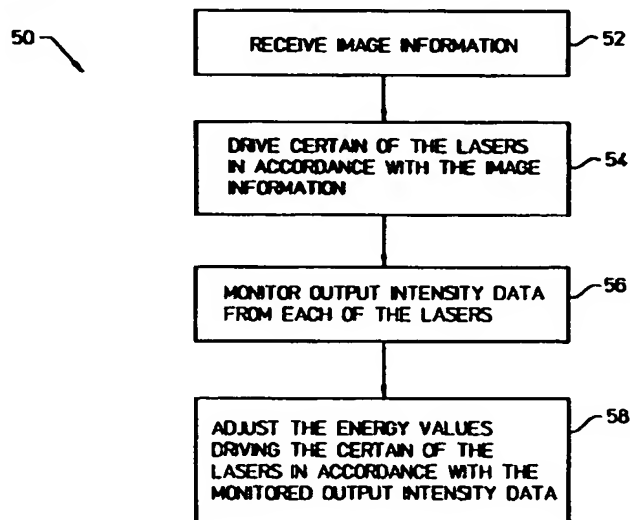 50
RECEIVE IMAGE INFORMATION
52
DRIVE CERTAIN OF THE LASERS
IN ACCORDANCE WITH THE IMAGE
INFORMATION
54
MONITOR OUTPUT INTENSITY DATA
FROM EACH OF THE LASERS
56
ADJUST THE ENERGY VALUES
DRIVING THE CERTAIN OF THE
LASERS IN ACCORDANCE WITH THE
MONITORED OUTPUT INTENSITY DATA
58